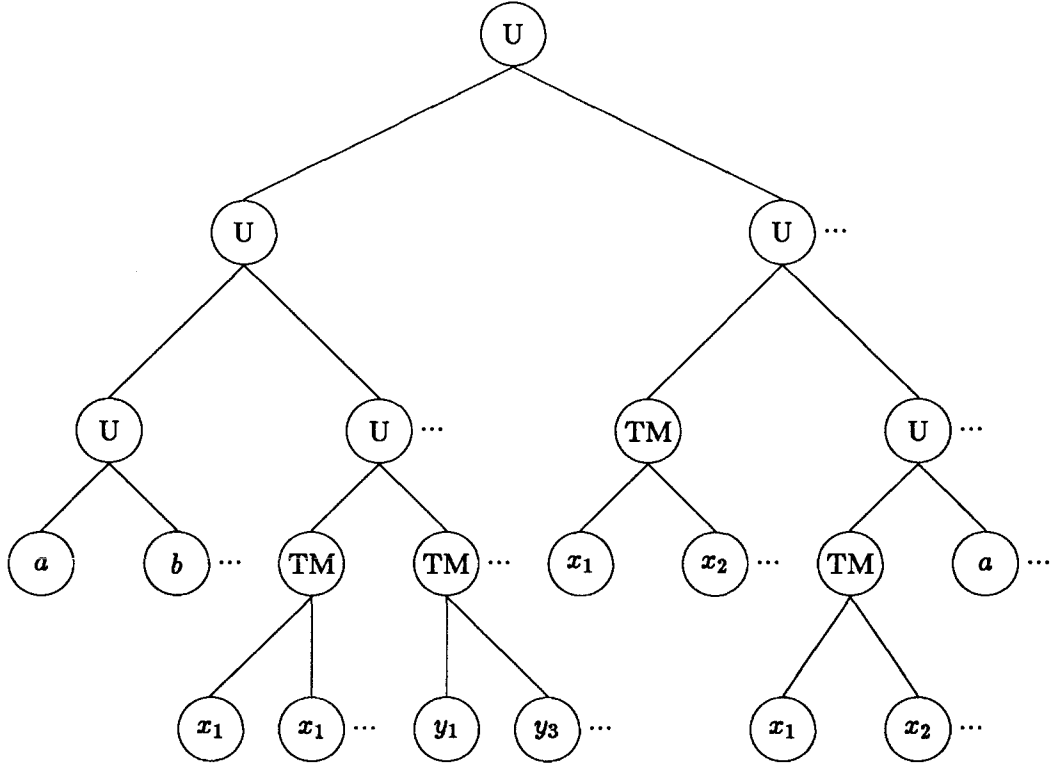 U
U U ...
U U ... TM U ...
a b ... TM TM ... x₁ x₂ ... TM a ...
x₁ x₁ ... y₁ y₃ ... x₁ x₂ ...